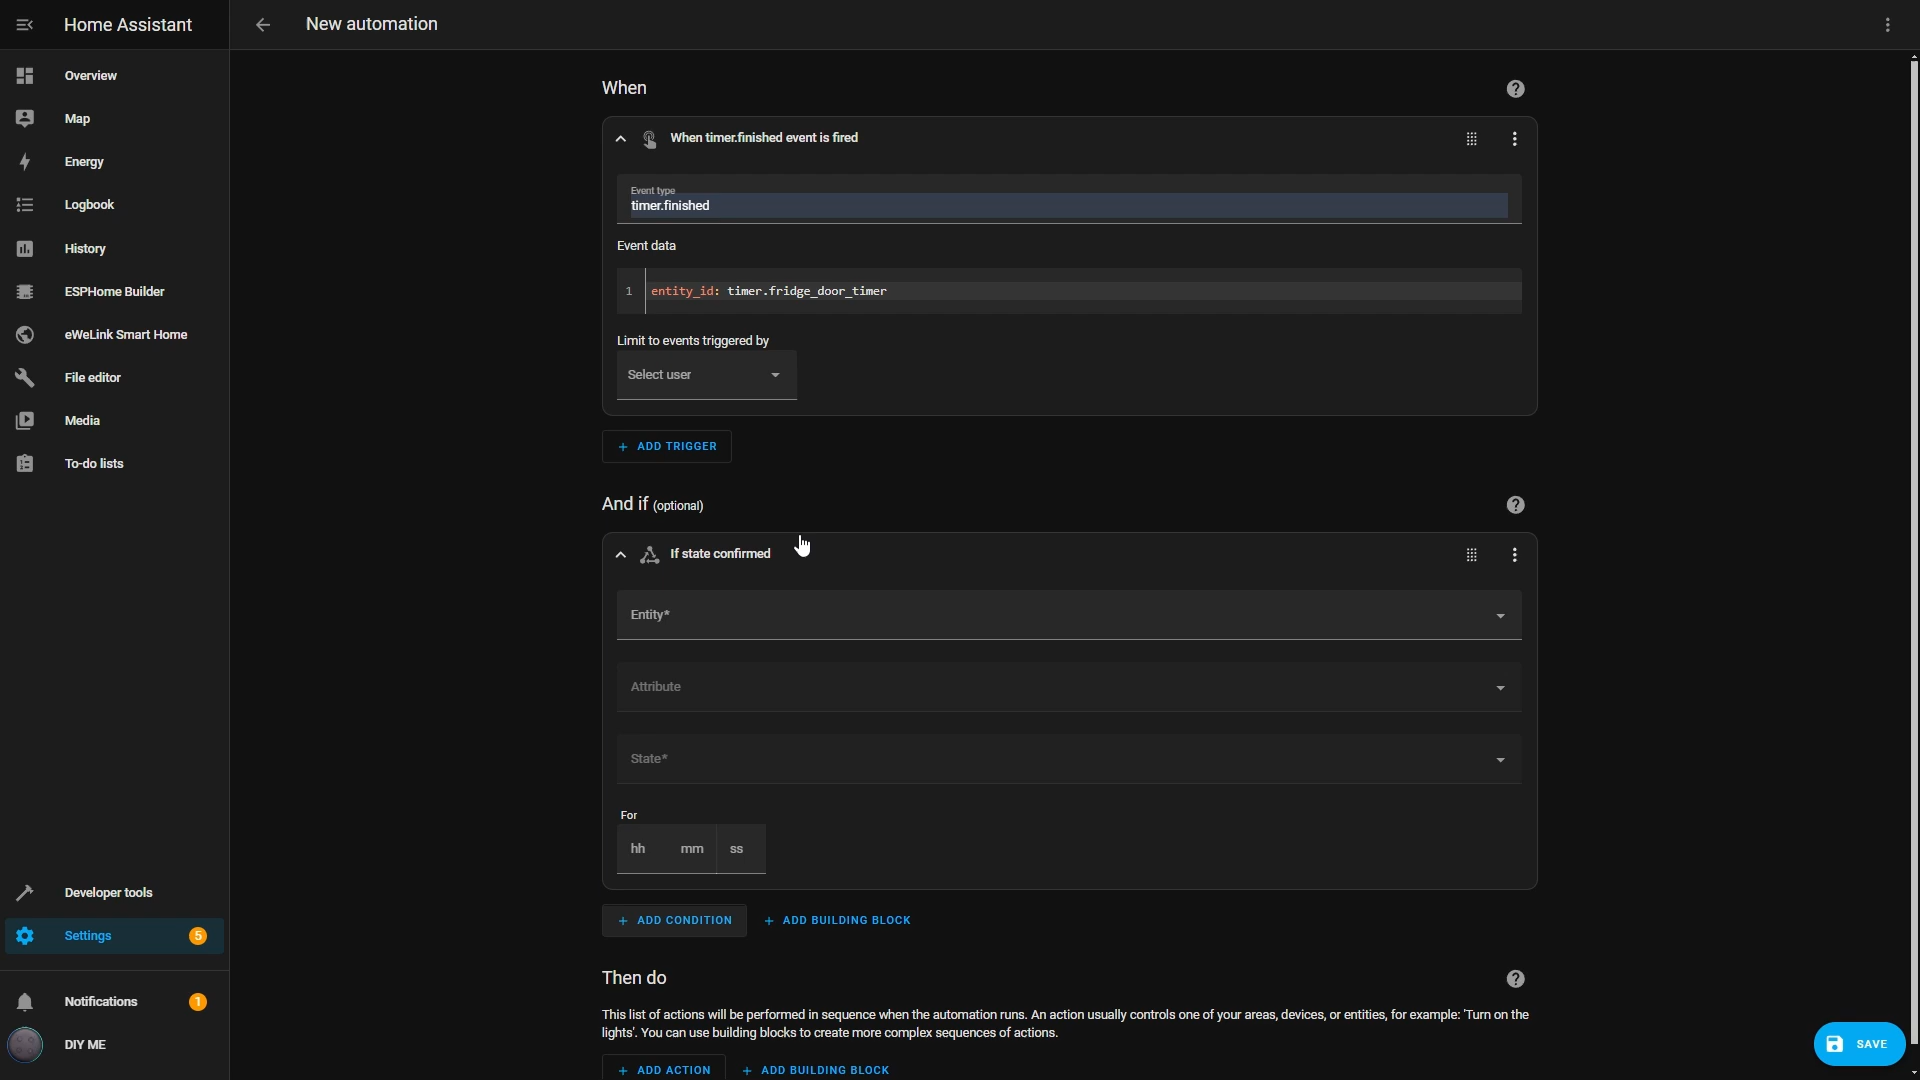 Home Assistant
New automation
Overview
Map
Energy
Logbook
History
ESPHome Builder
eWeLink Smart Home
File editor
Media
To-do lists
Developer tools
Settings
5
Notifications
1
DIY ME
When
When timer.finished event is fired
Event type
timer.finished
Event data
1
entity_id: timer.fridge_door_timer
Limit to events triggered by
Select user
+ ADD TRIGGER
And if (optional)
If state confirmed
Entity*
Attribute
State*
For
hh mm ss
+ ADD CONDITION + ADD BUILDING BLOCK
Then do
This list of actions will be performed in sequence when the automation runs. An action usually controls one of your areas, devices, or entities, for example: 'Turn on the
lights'. You can use building blocks to create more complex sequences of actions.
+ ADD ACTION + ADD BUILDING BLOCK
SAVE